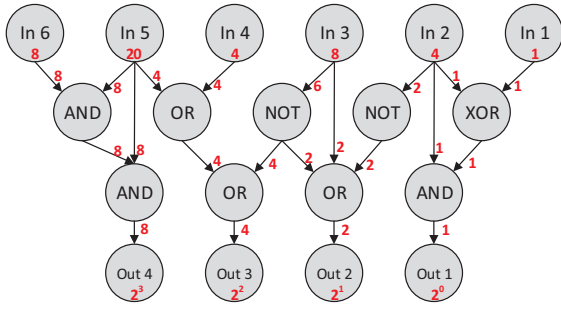 In 6 In 5 In 4 In 3 In 2 In 1
8 20 4 8 4 1
8 8 4 4 6 2 1 1
AND OR NOT NOT XOR
8 8 4 4 2 2 2 1 1
AND OR OR AND
8 4 2 1
Out 4 Out 3 Out 2 Out 1
2³ 2² 2¹ 2⁰